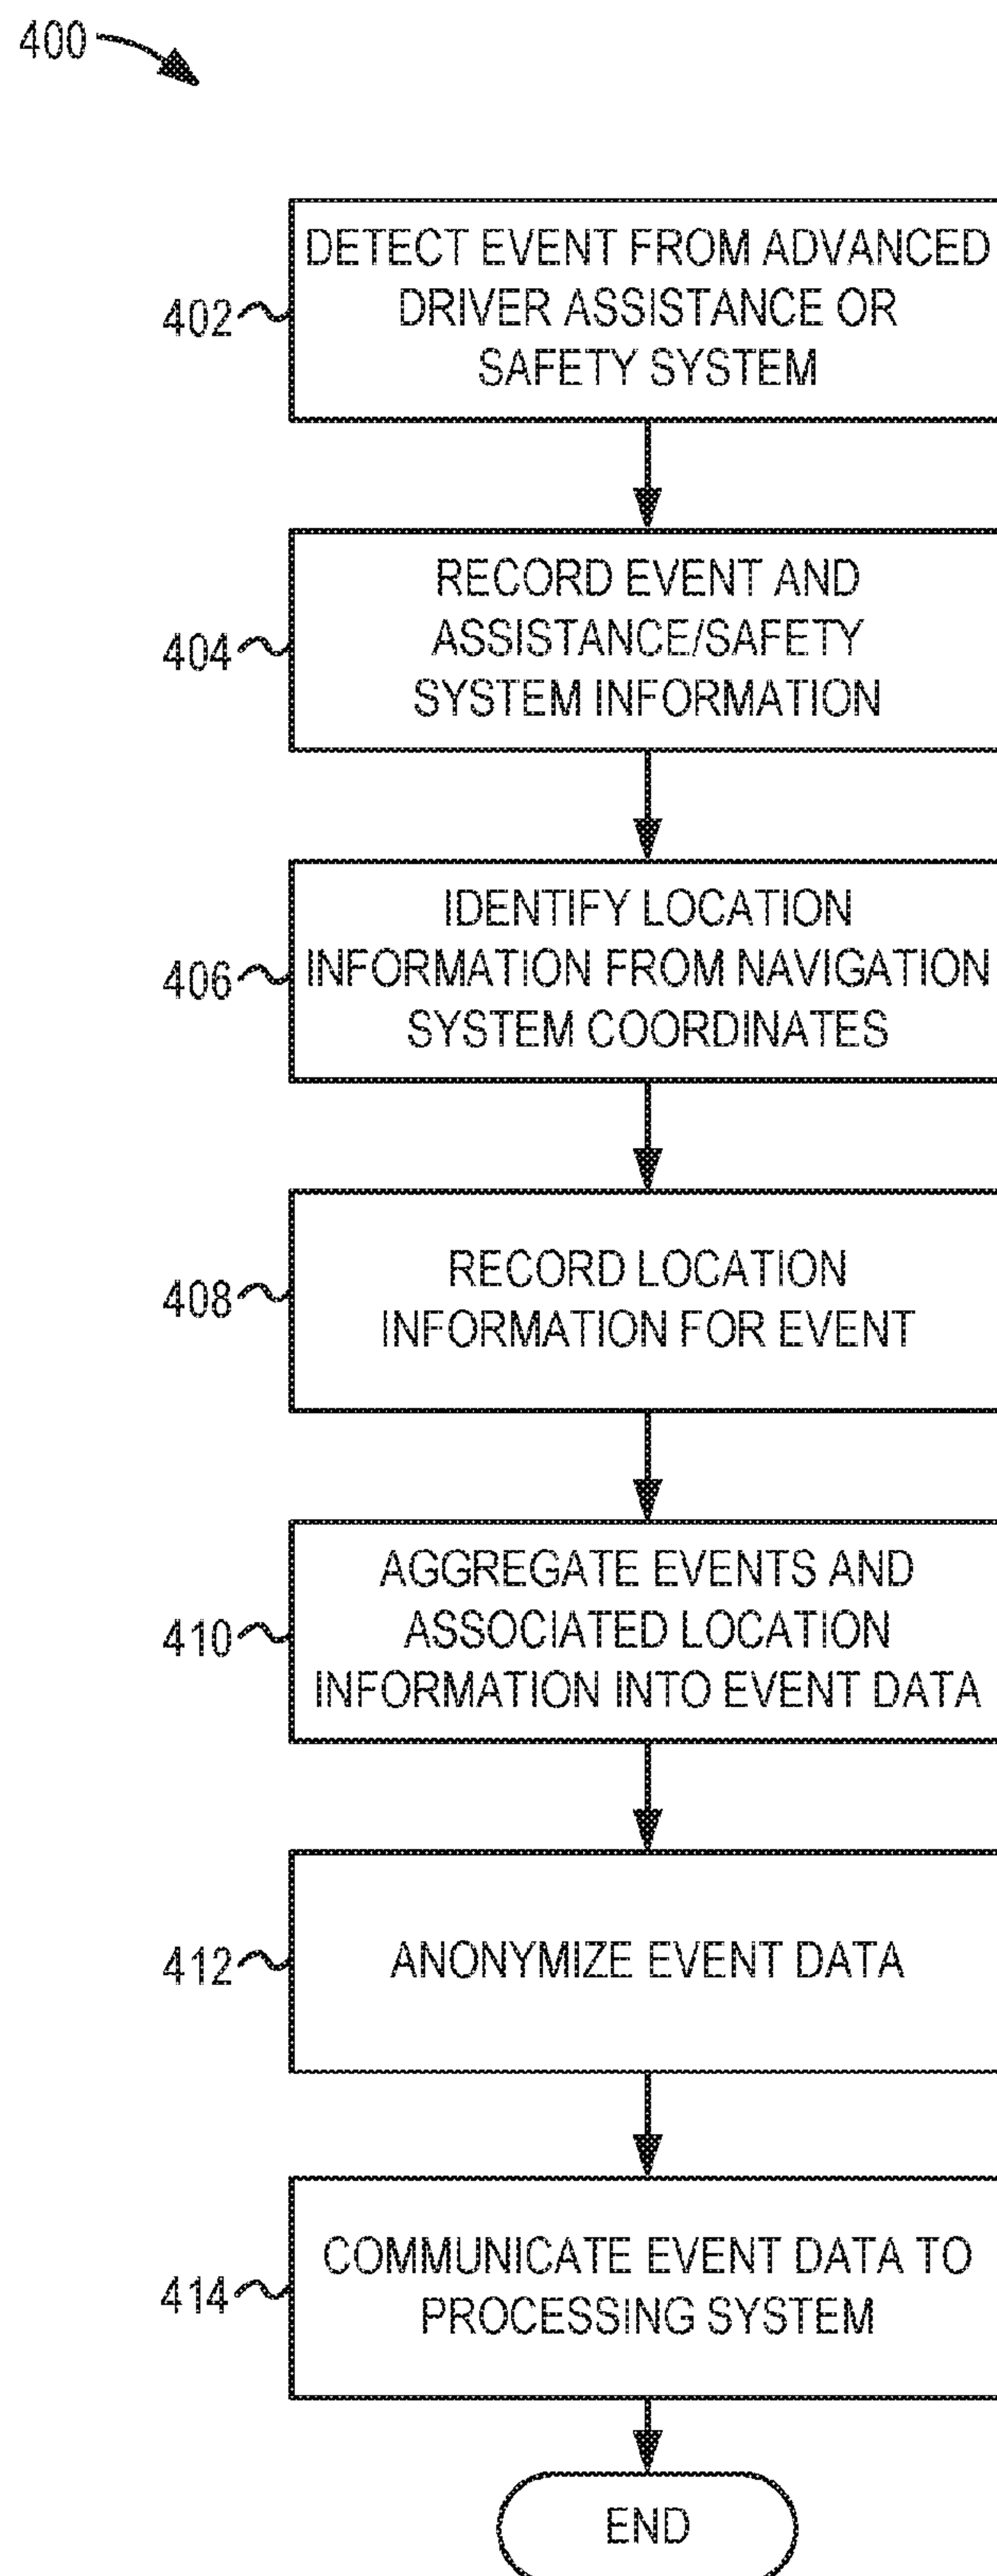 400
DETECT EVENT FROM ADVANCED
DRIVER ASSISTANCE OR
SAFETY SYSTEM
402
RECORD EVENT AND
ASSISTANCE/SAFETY
SYSTEM INFORMATION
404
IDENTIFY LOCATION
INFORMATION FROM NAVIGATION
SYSTEM COORDINATES
406
RECORD LOCATION
INFORMATION FOR EVENT
408
AGGREGATE EVENTS AND
ASSOCIATED LOCATION
INFORMATION INTO EVENT DATA
410
ANONYMIZE EVENT DATA
412
COMMUNICATE EVENT DATA TO
PROCESSING SYSTEM
414
END